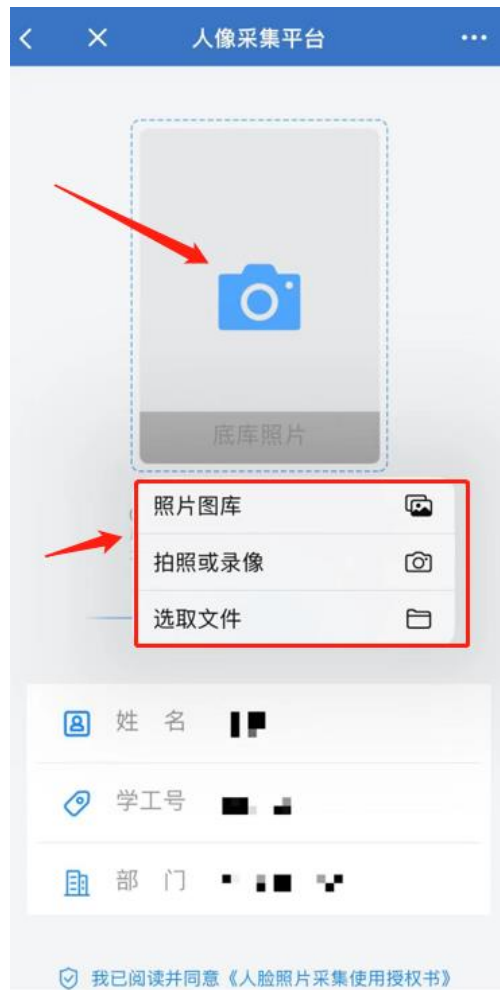 人像采集平台
底库照片
照片图库
拍照或录像
选取文件
姓 名
学工号
部 门
我已阅读并同意《人脸照片采集使用授权书》